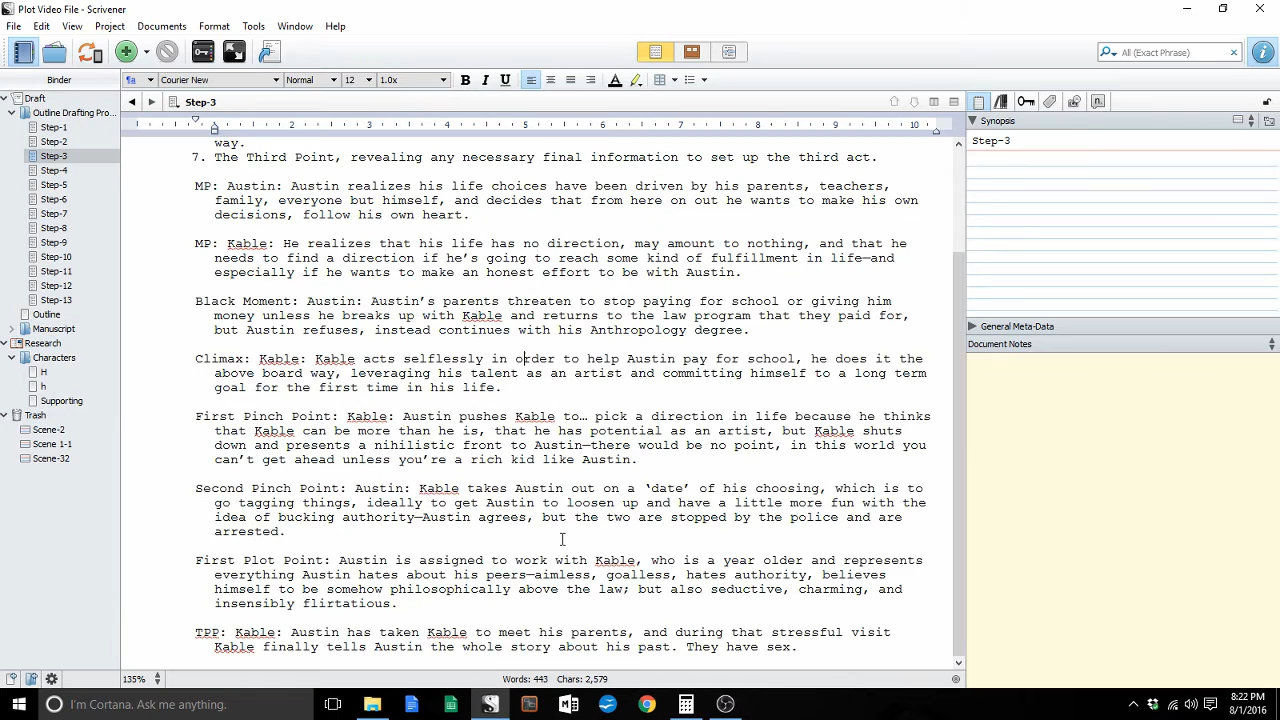 Plot Video File - Scrivener
File Edit View Project Documents Format Tools Window Help
All (Exact Phrase)
Binder
Courier New Normal 12 1.0x B I U A
Draft
Outline Drafting Pro...
Step-1
Step-2
Step-3
Step-4
Step-5
Step-6
Step-7
Step-8
Step-9
Step-10
Step-11
Step-12
Step-13
Outline
Manuscript
Research
Characters
H
h
Supporting
Trash
Scene-2
Scene 1-1
Scene-32
Step-3
1 2 3 4 5 6 7 8 9 10
way.
7. The Third Point, revealing any necessary final information to set up the third act.
MP: Austin: Austin realizes his life choices have been driven by his parents, teachers,
family, everyone but himself, and decides that from here on out he wants to make his own
decisions, follow his own heart.
MP: Kable: He realizes that his life has no direction, may amount to nothing, and that he
needs to find a direction if he's going to reach some kind of fulfillment in life—and
especially if he wants to make an honest effort to be with Austin.
Black Moment: Austin: Austin's parents threaten to stop paying for school or giving him
money unless he breaks up with Kable and returns to the law program that they paid for,
but Austin refuses, instead continues with his Anthropology degree.
Climax: Kable: Kable acts selflessly in order to help Austin pay for school, he does it the
above board way, leveraging his talent as an artist and committing himself to a long term
goal for the first time in his life.
First Pinch Point: Kable: Austin pushes Kable to… pick a direction in life because he thinks
that Kable can be more than he is, that he has potential as an artist, but Kable shuts
down and presents a nihilistic front to Austin—there would be no point, in this world you
can't get ahead unless you're a rich kid like Austin.
Second Pinch Point: Austin: Kable takes Austin out on a ‘date’ of his choosing, which is to
go tagging things, ideally to get Austin to loosen up and have a little more fun with the
idea of bucking authority—Austin agrees, but the two are stopped by the police and are
arrested.
First Plot Point: Austin is assigned to work with Kable, who is a year older and represents
everything Austin hates about his peers—aimless, goalless, hates authority, believes
himself to be somehow philosophically above the law; but also seductive, charming, and
insensibly flirtatious.
TPP: Kable: Austin has taken Kable to meet his parents, and during that stressful visit
Kable finally tells Austin the whole story about his past. They have sex.
135% Words: 443 Chars: 2,579
Synopsis
Step-3
General Meta-Data
Document Notes
I'm Cortana. Ask me anything.
8:22 PM
8/1/2016